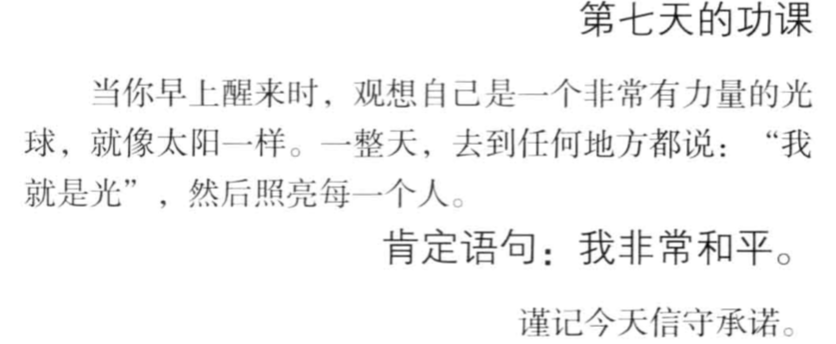 第七天的功课
当你早上醒来时，观想自己是一个非常有力量的光
球，就像太阳一样。一整天，去到任何地方都说：“我
就是光”，然后照亮每一个人。
肯定语句：我非常和平。
谨记今天信守承诺。